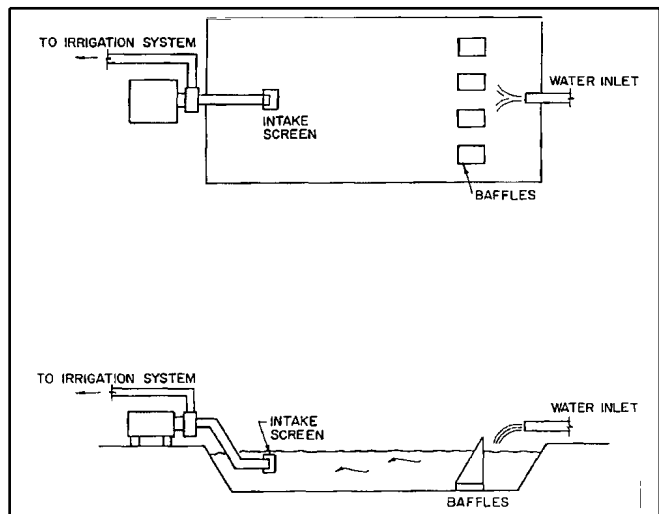 TO IRRIGATION SYSTEM
WATER INLET
INTAKE
SCREEN
BAFFLES
TO IRRIGATION SYSTEM
WATER INLET
INTAKE
SCREEN
BAFFLES